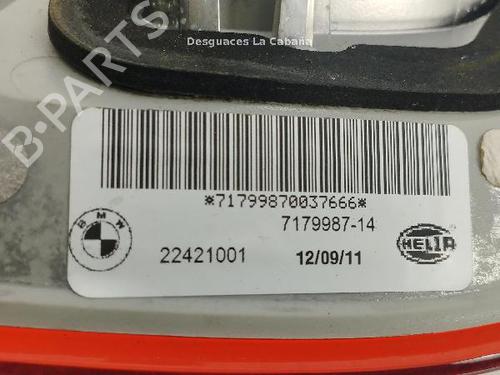 Desguaces La Cabaña
B-PARTS
*71799870037666*
7179987-14
BMW
HELLA
22421001
12/09/11